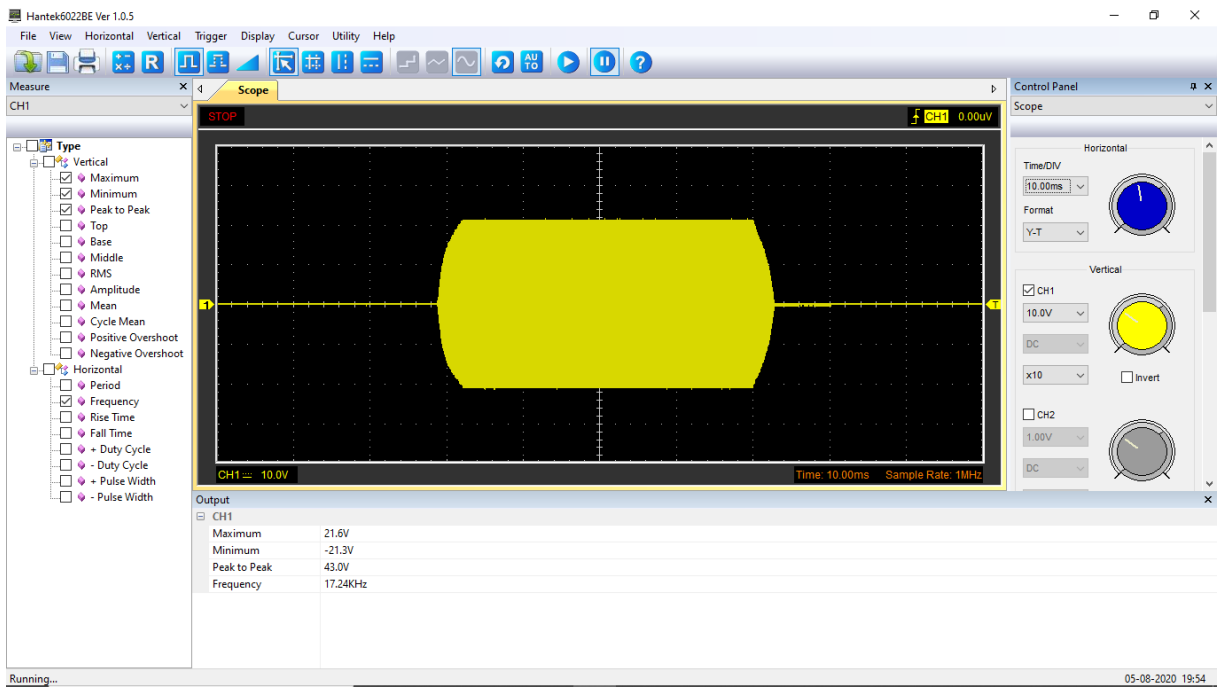 Hantek6022BE Ver 1.0.5
File View Horizontal Vertical Trigger Display Cursor Utility Help
R
AU
TO
?
Measure
CH1
Type
Vertical
Maximum
Minimum
Peak to Peak
Top
Base
Middle
RMS
Amplitude
Mean
Cycle Mean
Positive Overshoot
Negative Overshoot
Horizontal
Period
Frequency
Rise Time
Fall Time
+ Duty Cycle
- Duty Cycle
+ Pulse Width
- Pulse Width
Scope
STOP
CH1 0.00uV
1
T
CH1 10.0V
Time: 10.00ms Sample Rate: 1MHz
Control Panel
Scope
Horizontal
Time/DIV
10.00ms
Format
Y-T
Vertical
CH1
10.0V
DC
x10
Invert
CH2
1.00V
DC
Output
CH1
Maximum 21.6V
Minimum -21.3V
Peak to Peak 43.0V
Frequency 17.24KHz
Running...
05-08-2020 19:54